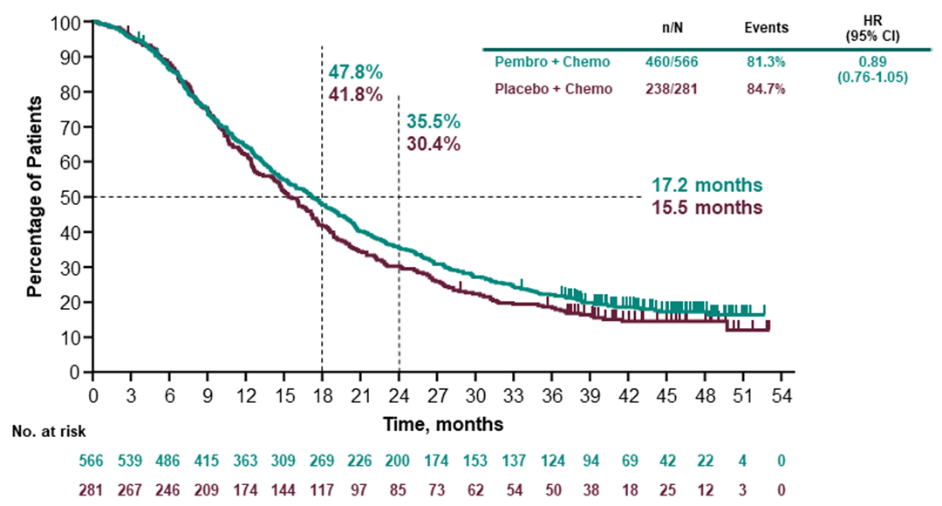 n/N Events HR
(95% CI)
Pembro + Chemo 460/566 81.3% 0.89
(0.76-1.05)
Placebo + Chemo 238/281 84.7%
Percentage of Patients
100
90
80
70
60
50
40
30
20
10
0
47.8%
41.8%
35.5%
30.4%
17.2 months
15.5 months
0 3 6 9 12 15 18 21 24 27 30 33 36 39 42 45 48 51 54
Time, months
No. at risk
566 539 486 415 363 309 269 226 200 174 153 137 124 94 69 42 22 4 0
281 267 246 209 174 144 117 97 85 73 62 54 50 38 18 25 12 3 0